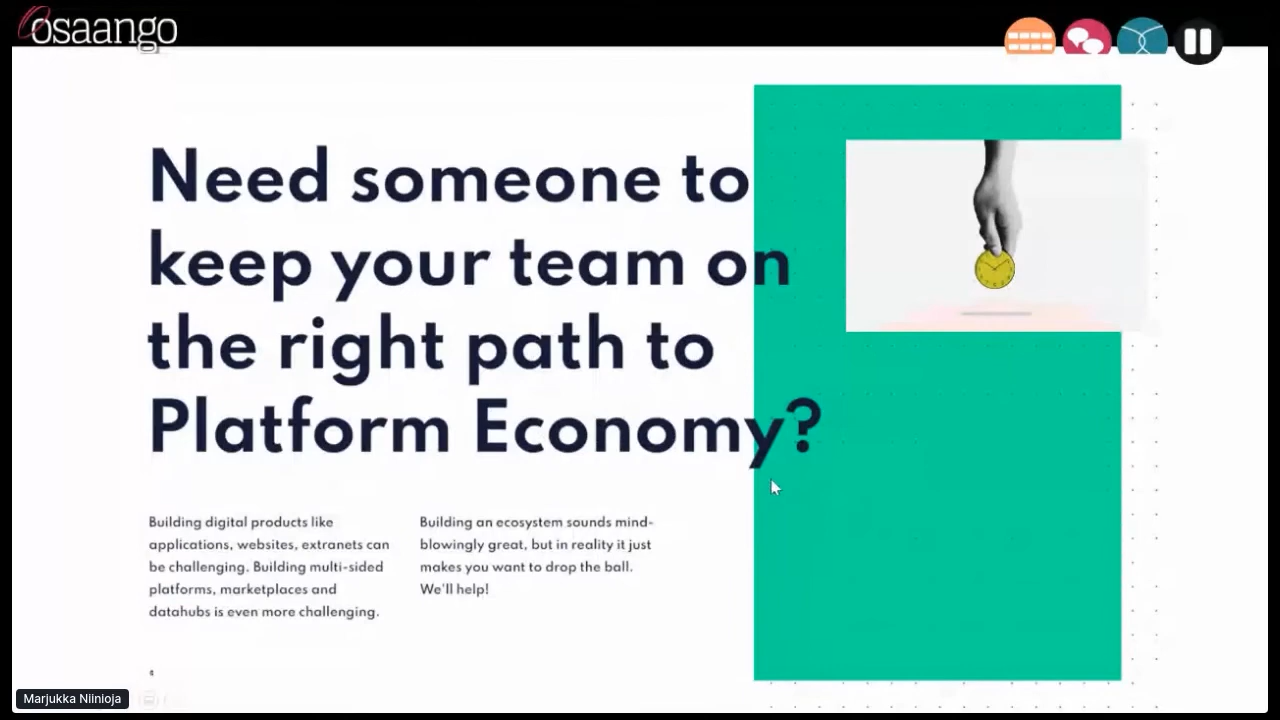 osaango
Need someone to
keep your team on
the right path to
Platform Economy?
Building digital products like
applications, websites, extranets can
be challenging. Building multi-sided
platforms, marketplaces and
datahubs is even more challenging.
Building an ecosystem sounds mind-
blowingly great, but in reality it just
makes you want to drop the ball.
We'll help!
Marjukka Niinioja